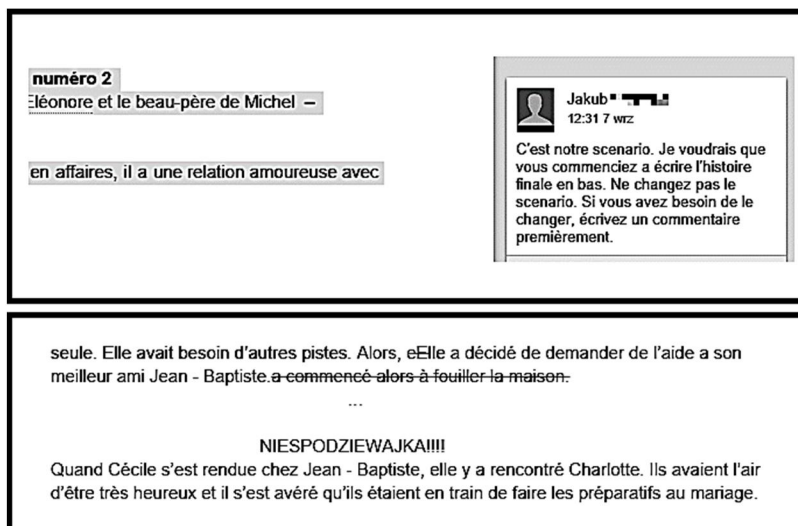 numéro 2
Eléonore et le beau-père de Michel –
en affaires, il a une relation amoureuse avec
Jakub
12:31 7 wrz
C'est notre scenario. Je voudrais que
vous commenciez a écrire l'histoire
finale en bas. Ne changez pas le
scenario. Si vous avez besoin de le
changer, écrivez un commentaire
premièrement.
seule. Elle avait besoin d'autres pistes. Alors, eElle a décidé de demander de l'aide a son
meilleur ami Jean - Baptiste.a commencé alors à fouiller la maison.
...
NIESPODZIEWAJKA!!!!
Quand Cécile s'est rendue chez Jean - Baptiste, elle y a rencontré Charlotte. Ils avaient l'air
d'être très heureux et il s'est avéré qu'ils étaient en train de faire les préparatifs au mariage.